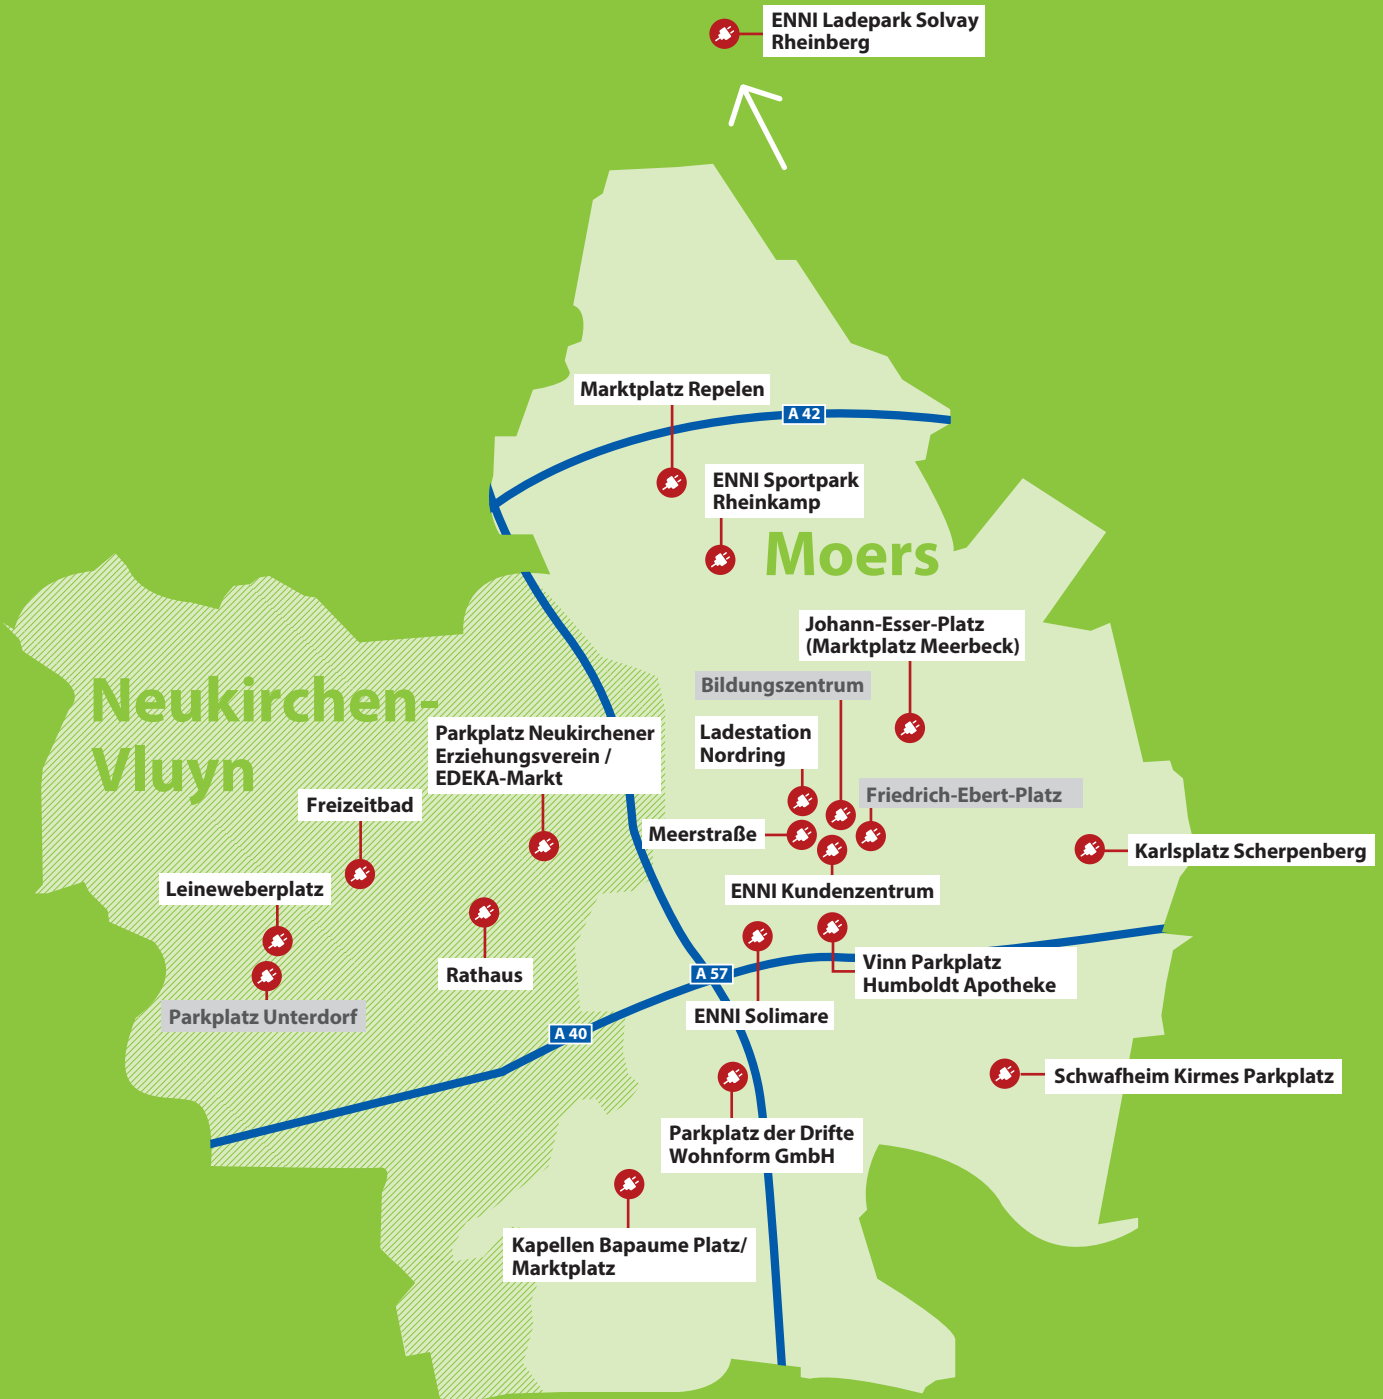 ENNI Ladepark Solvay
Rheinberg
Marktplatz Repelen
A 42
ENNI Sportpark
Rheinkamp
Moers
Johann-Esser-Platz
(Marktplatz Meerbeck)
Bildungszentrum
Neukirchen-
Vluyn
Parkplatz Neukirchener
Erziehungsverein /
EDEKA-Markt
Ladestation
Nordring
Freizeitbad
Friedrich-Ebert-Platz
Meerstraße
Karlsplatz Scherpenberg
Leineweberplatz
ENNI Kundenzentrum
Rathaus
A 57
Vinn Parkplatz
Humboldt Apotheke
Parkplatz Unterdorf
ENNI Solimare
A 40
Schwafheim Kirmes Parkplatz
Parkplatz der Drifte
Wohnform GmbH
Kapellen Bapaume Platz/
Marktplatz